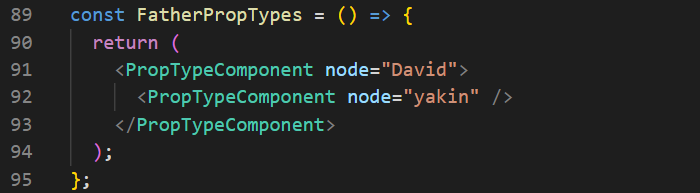 89 const FatherPropTypes = () => {
90 return (
91 <PropTypeComponent node="David">
92 <PropTypeComponent node="yakin" />
93 </PropTypeComponent>
94 );
95 };